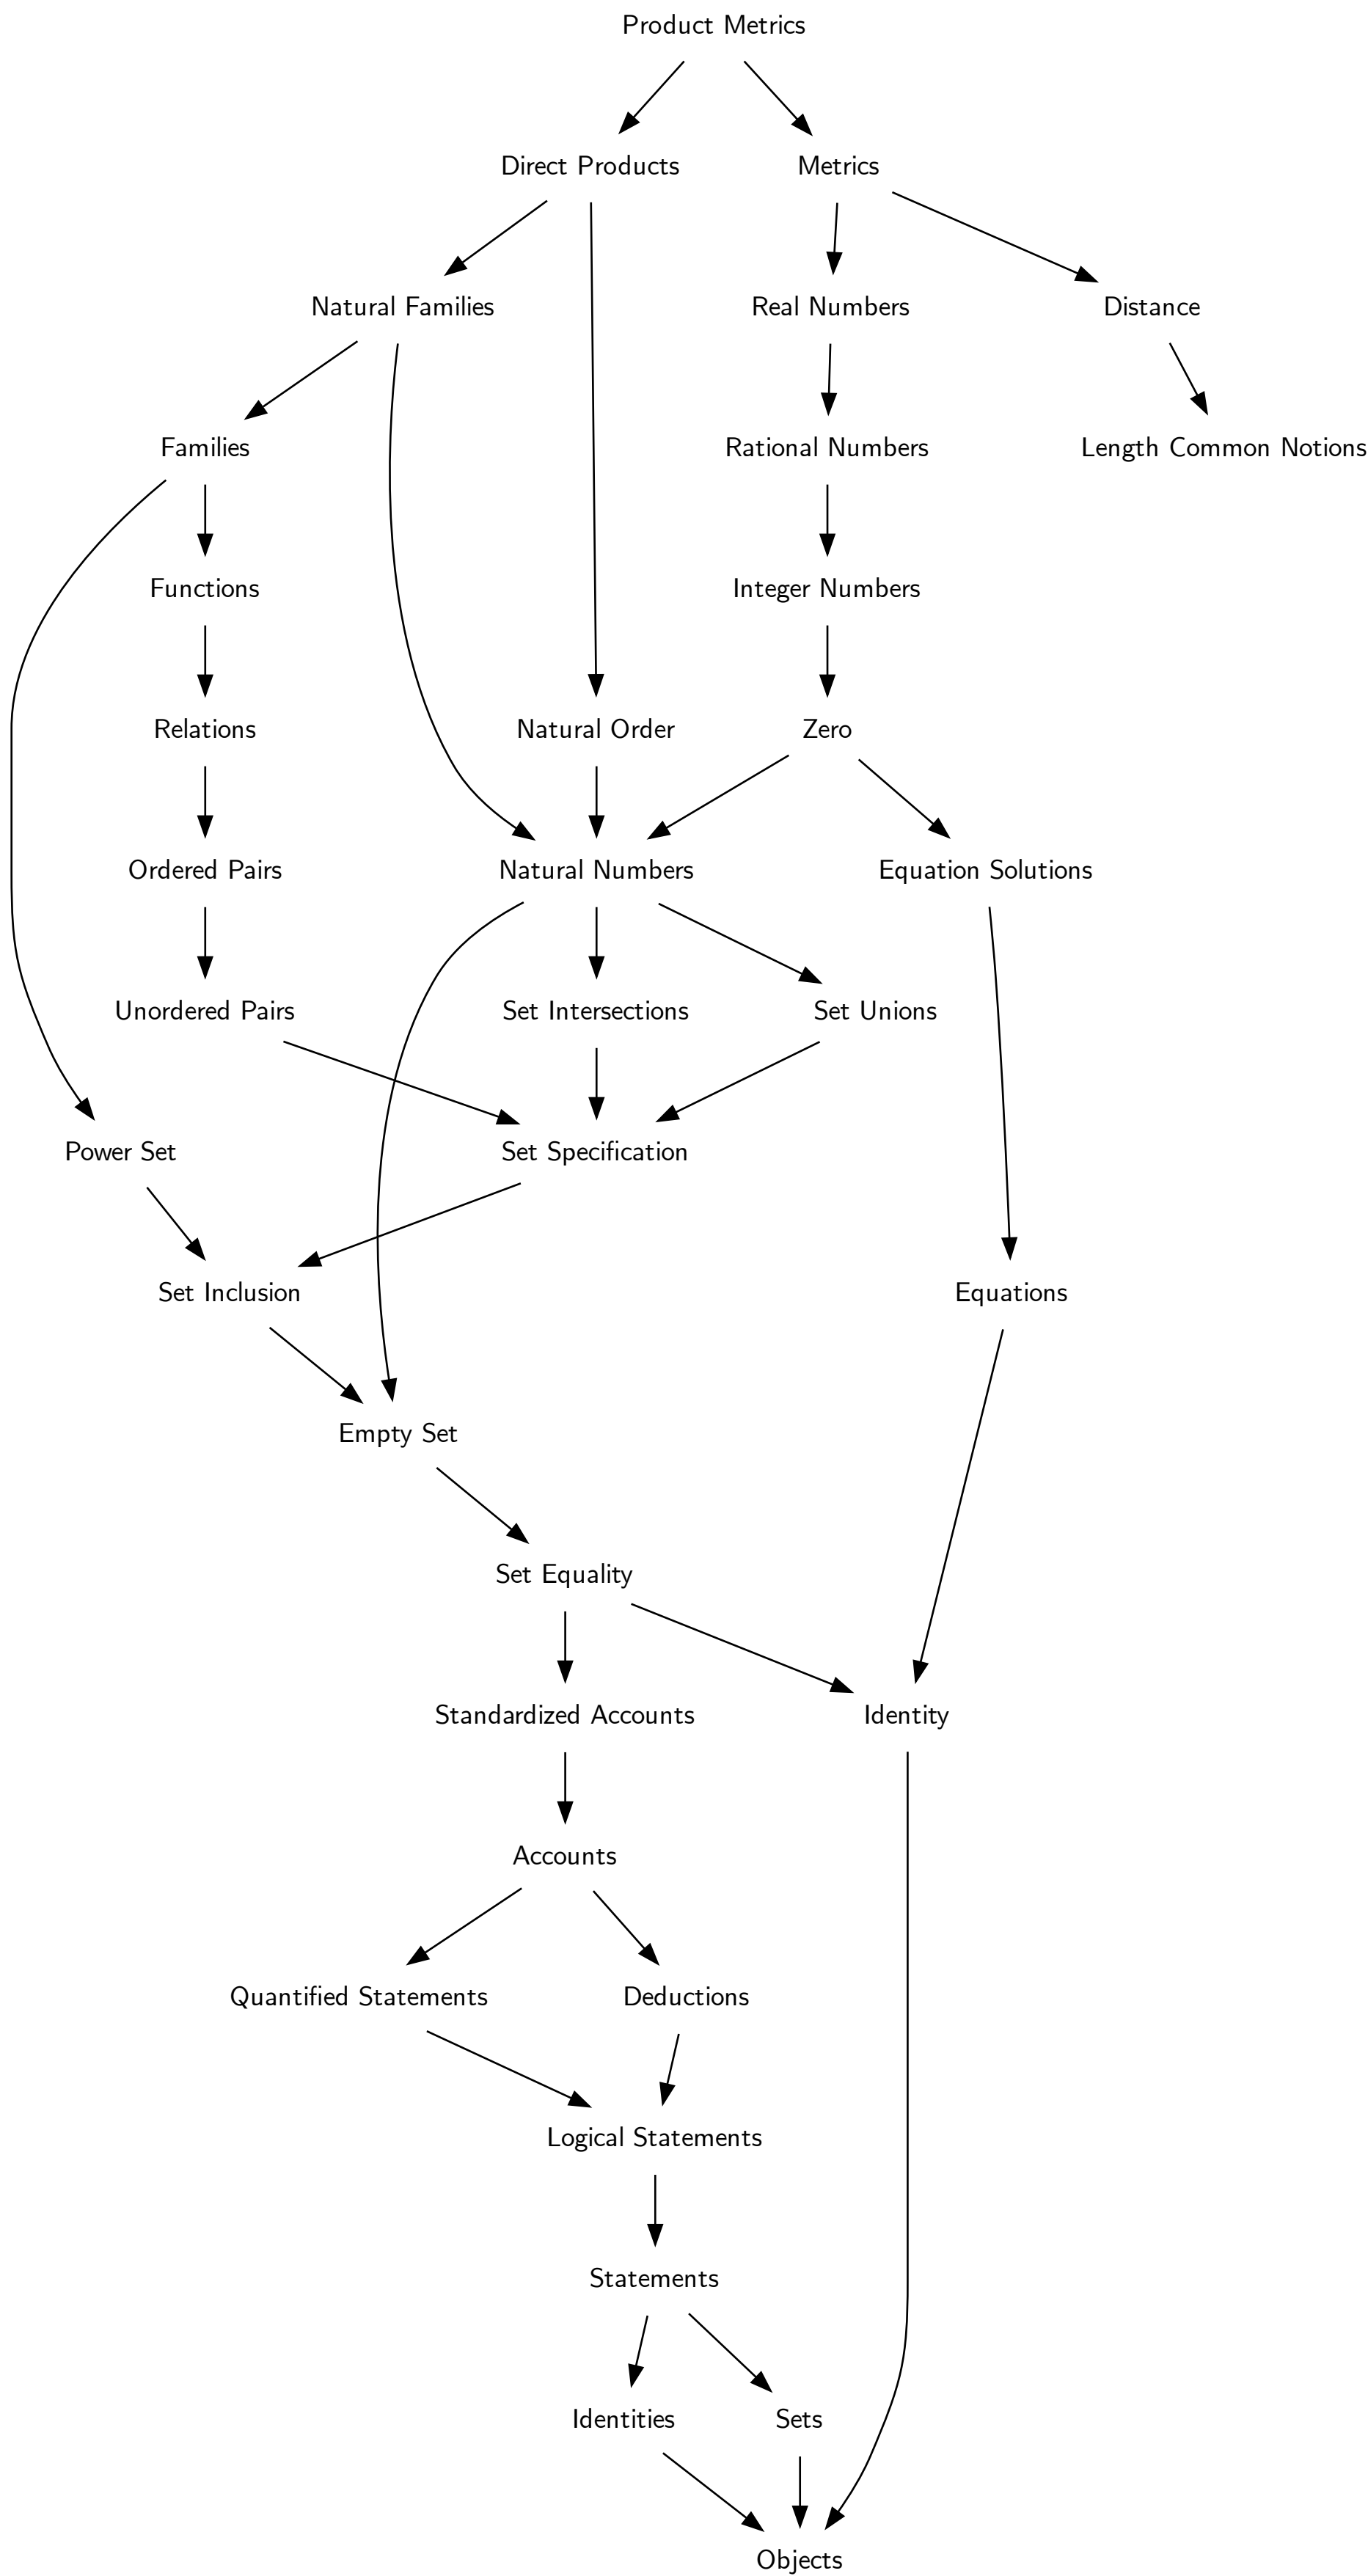 Product Metrics
Direct Products
Metrics
Natural Families
Real Numbers
Distance
Families
Rational Numbers
Length Common Notions
Functions
Integer Numbers
Relations
Natural Order
Zero
Ordered Pairs
Natural Numbers
Equation Solutions
Unordered Pairs
Set Intersections
Set Unions
Power Set
Set Specification
Set Inclusion
Equations
Empty Set
Set Equality
Standardized Accounts
Identity
Accounts
Quantified Statements
Deductions
Logical Statements
Statements
Identities
Sets
Objects